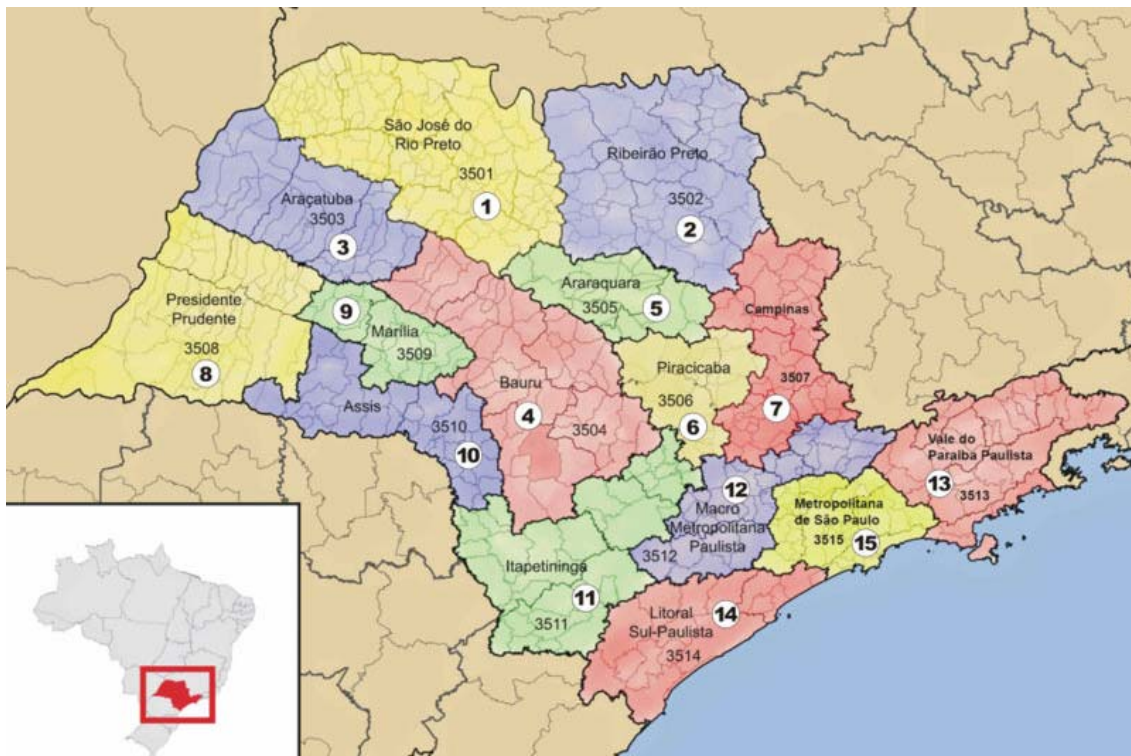 São José do
Rio Preto
3501
1
Ribeirão Preto
3502
2
Araçatuba
3503
3
Araraquara
3505
5
Campinas
3507
7
Presidente
Prudente
3508
8
9
Marília
3509
Piracicaba
3506
6
Bauru
4
3504
Assis
3510
10
Vale do
Paraiba Paulista
13
3513
12
Macro
Metropolitana
Paulista
3512
Metropolitana
de São Paulo
3515
15
Itapetininga
11
3511
14
Litoral
Sul-Paulista
3514